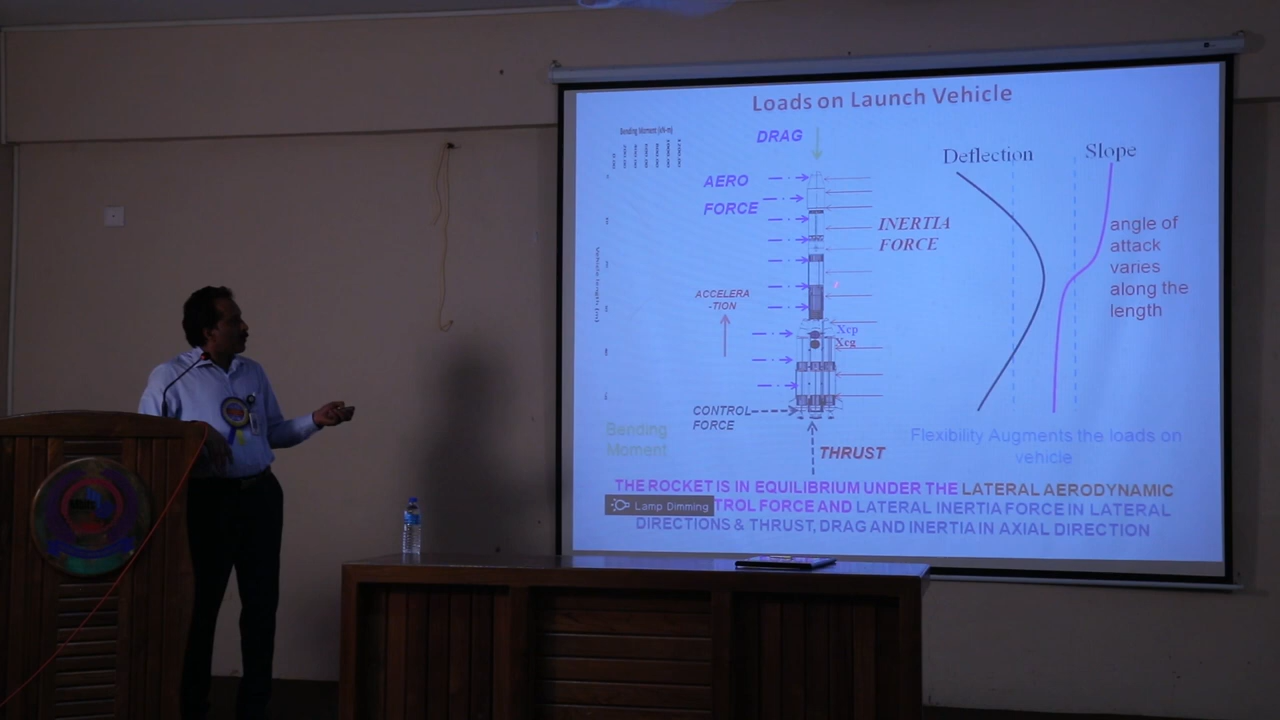 Loads on Launch Vehicle
Bending Moment (kN-m)
DRAG
AERO
FORCE
INERTIA
FORCE
ACCELERA
-TION
Xcp
Xcg
CONTROL
FORCE
THRUST
Bending
Moment
Deflection
Slope
angle of
attack
varies
along the
length
Flexibility Augments the loads on
vehicle
THE ROCKET IS IN EQUILIBRIUM UNDER THE LATERAL AERODYNAMIC
TROL FORCE AND LATERAL INERTIA FORCE IN LATERAL
DIRECTIONS & THRUST, DRAG AND INERTIA IN AXIAL DIRECTION
Lamp Dimming